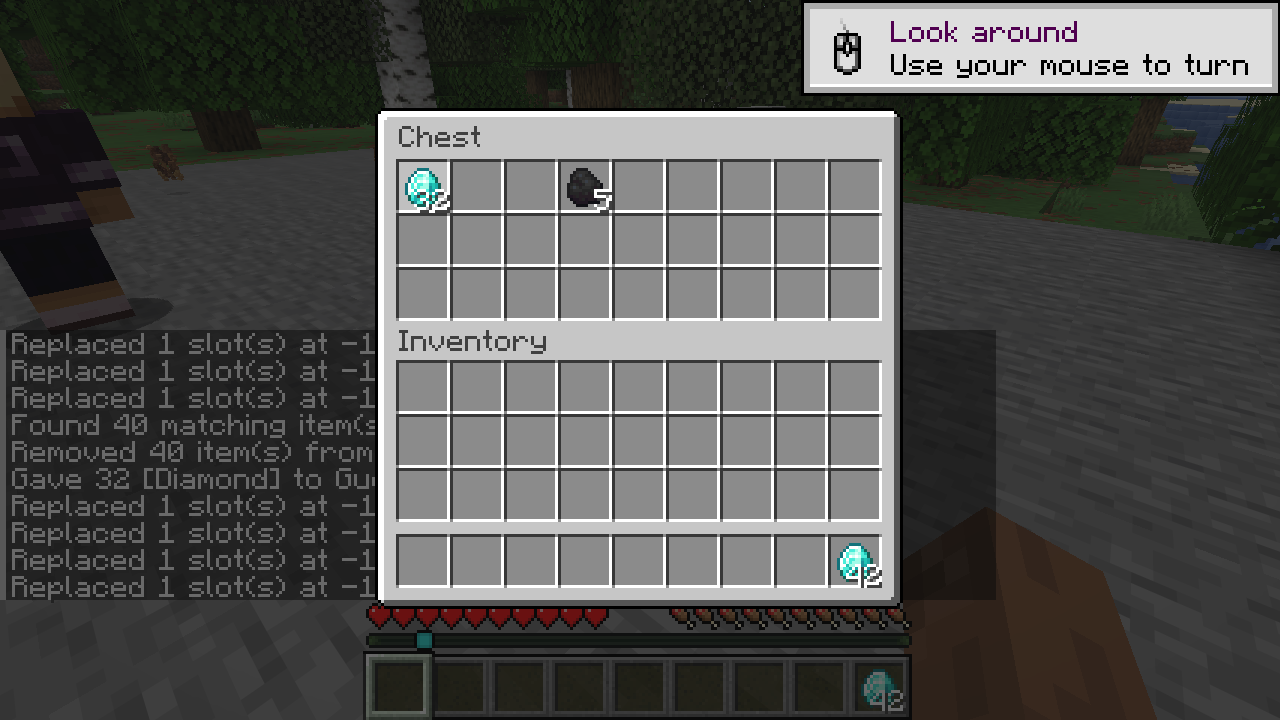 Look around
Use your mouse to turn
Chest
2
5
Inventory
Replaced 1 slot(s) at -1
Replaced 1 slot(s) at -1
Replaced 1 slot(s) at -1
Found 40 matching item(s
Removed 40 item(s) from
Gave 32 [Diamond] to Gu
Replaced 1 slot(s) at -1
Replaced 1 slot(s) at -1
Replaced 1 slot(s) at -1
Replaced 1 slot(s) at -1
2
2